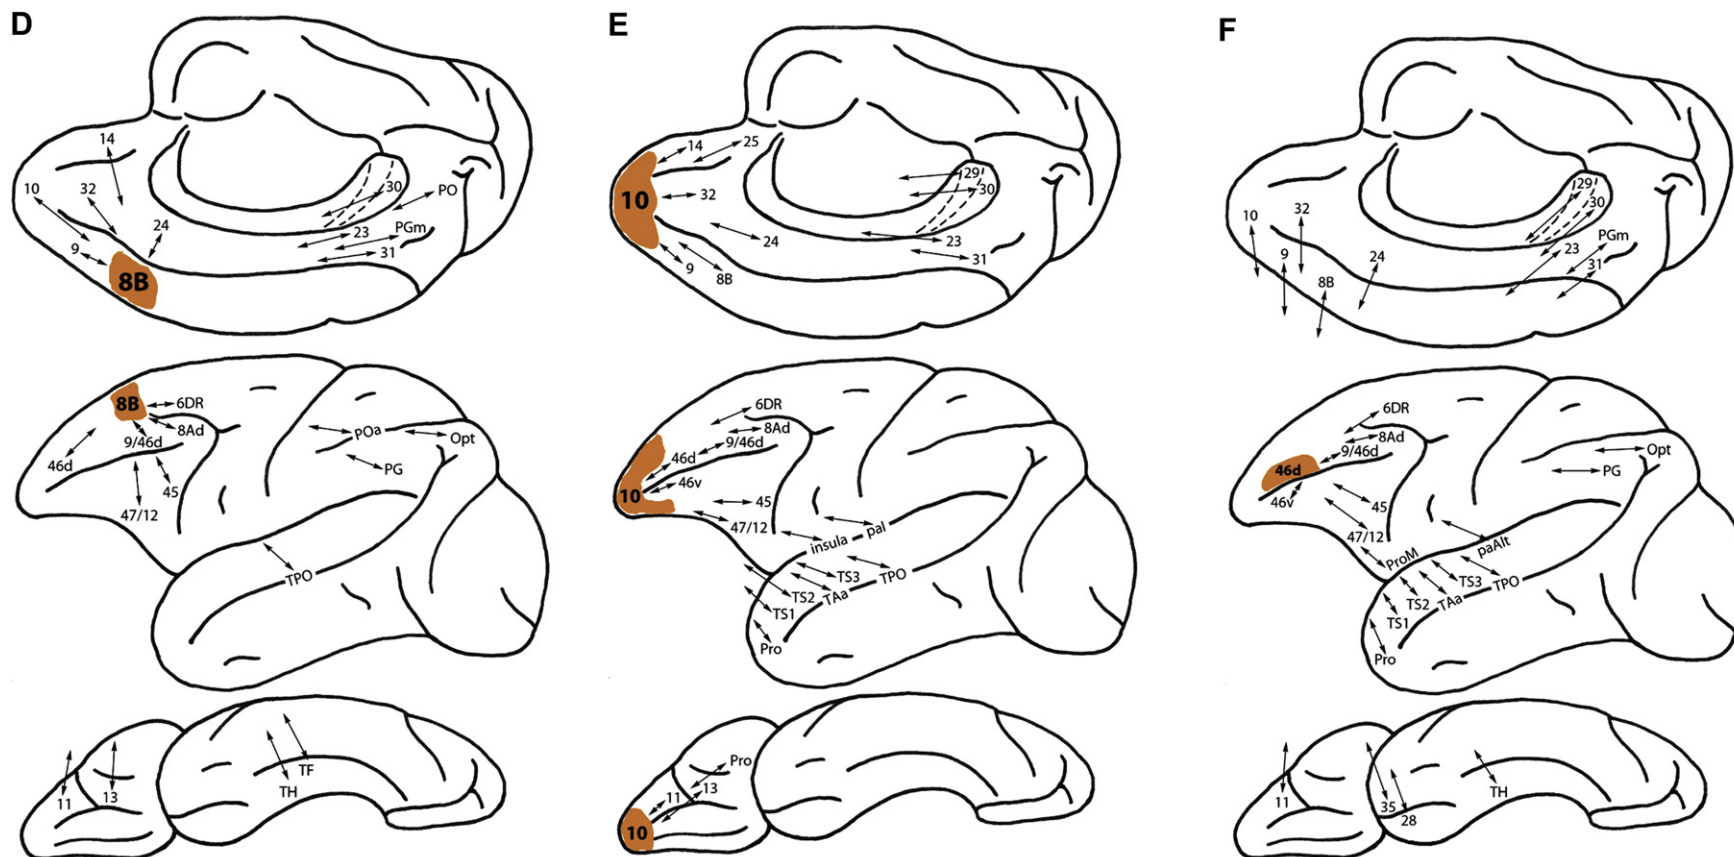 D
14
10
32
24
9
8B
30
PO
23
PGm
31
8B
6DR
8Ad
9/46d
46d
45
47/12
POa
Opt
PG
TPO
11
13
TF
TH
E
14
25
10
32
24
9
8B
29
30
23
31
6DR
8Ad
9/46d
46d
46v
10
45
47/12
insula
pal
TS3
TPO
TS2
TAa
TS1
Pro
Pro
11
13
10
F
10
32
9
24
8B
29
30
23
PGm
31
6DR
8Ad
9/46d
46d
46v
45
47/12
Opt
PG
ProM
paAlt
TS3
TPO
TS2
TAa
TS1
Pro
11
35
28
TH